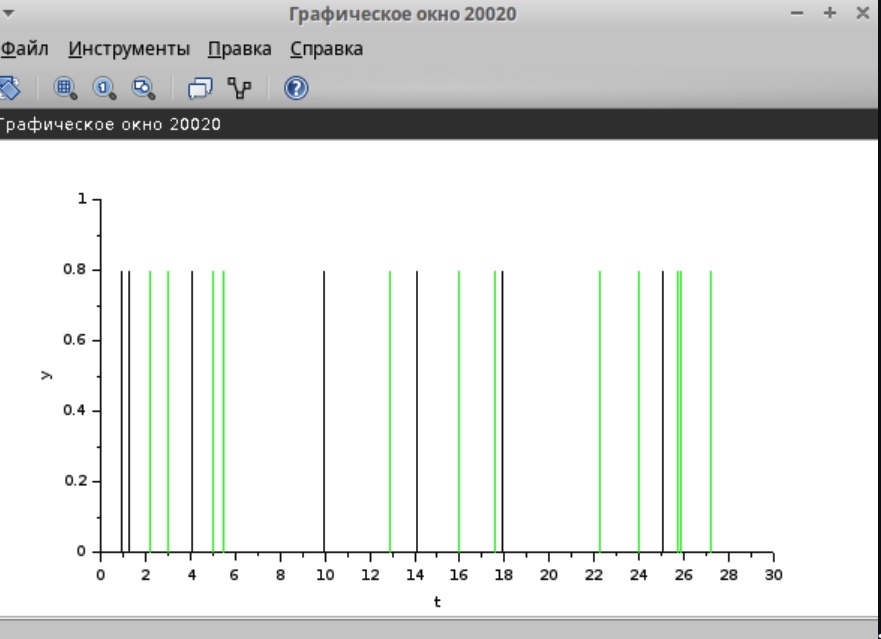 Графическое окно 20020
Файл Инструменты Правка Справка
Графическое окно 20020
1
0.8
0.6
0.4
0.2
0
y
0 2 4 6 8 10 12 14 16 18 20 22 24 26 28 30
t